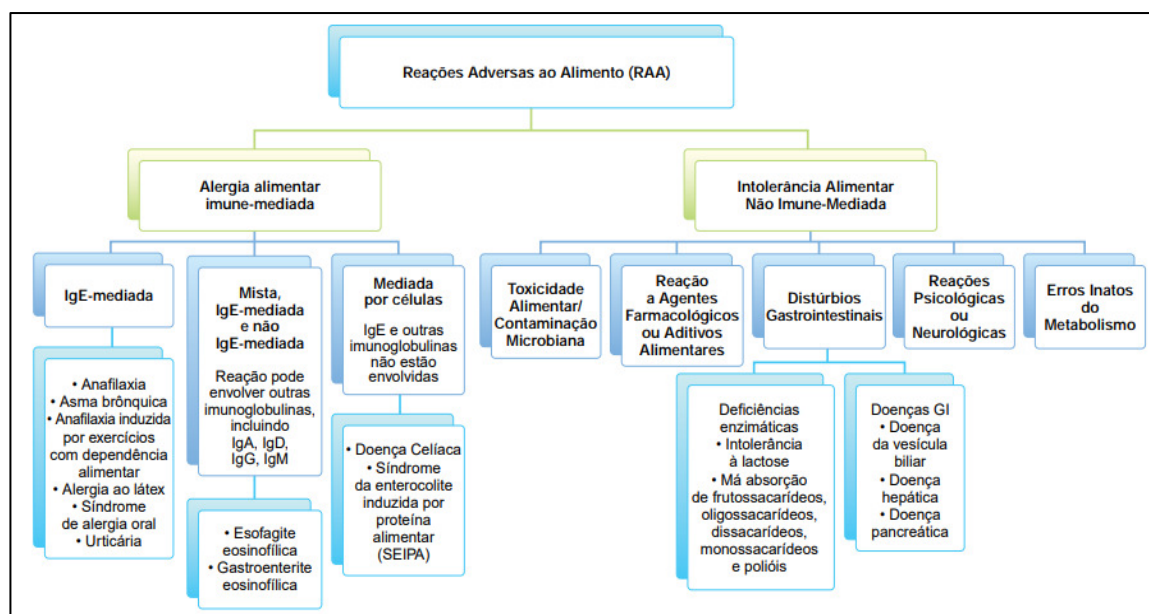 Reações Adversas ao Alimento (RAA)
Alergia alimentar
imune-mediada
Intolerância Alimentar
Não Imune-Mediada
IgE-mediada
Mista,
IgE-mediada
e não
IgE-mediada
Reação pode
envolver outras
imunoglobulinas,
incluindo
IgA, IgD,
IgG, IgM
Mediada
por células
IgE e outras
imunoglobulinas
não estão
envolvidas
Toxicidade
Alimentar/
Contaminação
Microbiana
Reação
a Agentes
Farmacológicos
ou Aditivos
Alimentares
Distúrbios
Gastrointestinais
Reações
Psicológicas
ou
Neurológicas
Erros Inatos
do
Metabolismo
• Anafilaxia
• Asma brônquica
• Anafilaxia induzida
por exercícios
com dependência
alimentar
• Alergia ao látex
• Síndrome
de alergia oral
• Urticária
• Esofagite
eosinofílica
• Gastroenterite
eosinofílica
• Doença Celíaca
• Síndrome
da enterocolite
induzida por
proteína
alimentar
(SEIPA)
Deficiências
enzimáticas
• Intolerância
à lactose
• Má absorção
de frutossacarídeos,
oligossacarídeos,
dissacarídeos,
monossacarídeos
e polióis
Doenças GI
• Doença
da vesícula
biliar
• Doença
hepática
• Doença
pancreática